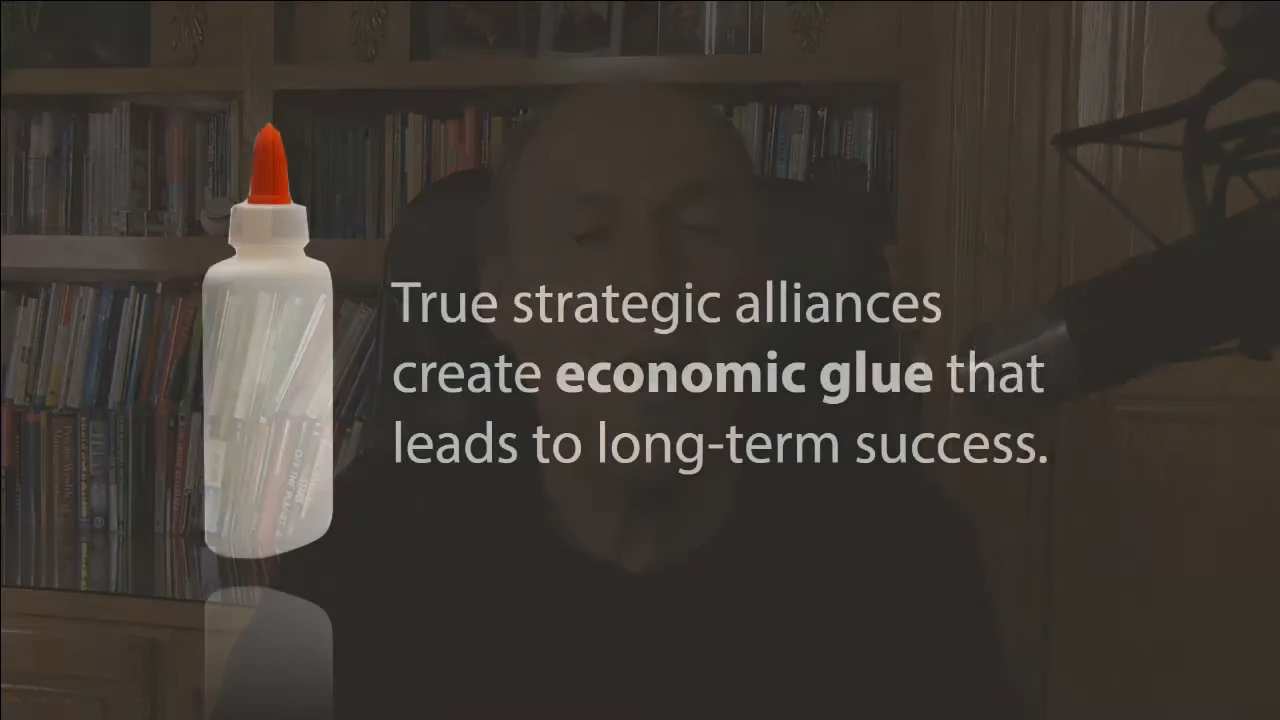 True strategic alliances
create economic glue that
leads to long-term success.